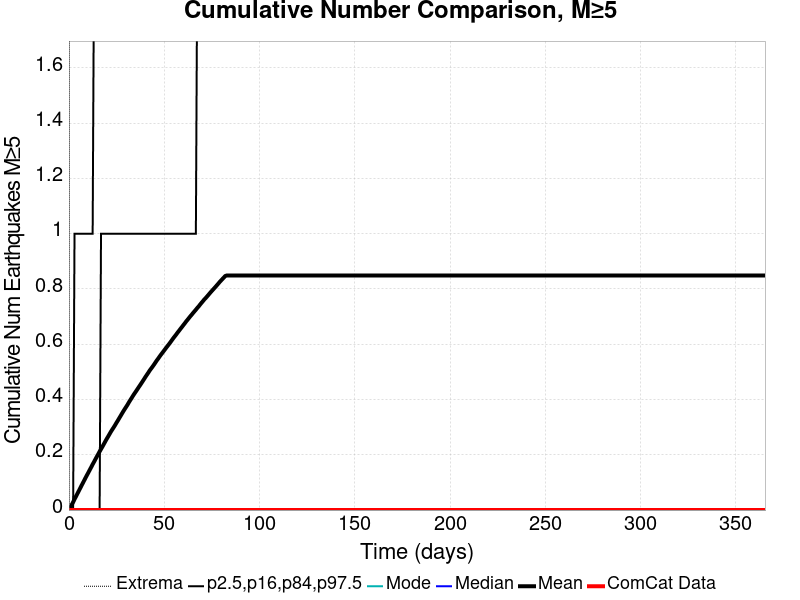 Cumulative Number Comparison, M≥5
Cumulative Num Earthquakes M≥5
1.6
1.4
1.2
1
0.8
0.6
0.4
0.2
0
0 50 100 150 200 250 300 350
Time (days)
Extrema p2.5,p16,p84,p97.5 Mode Median Mean ComCat Data